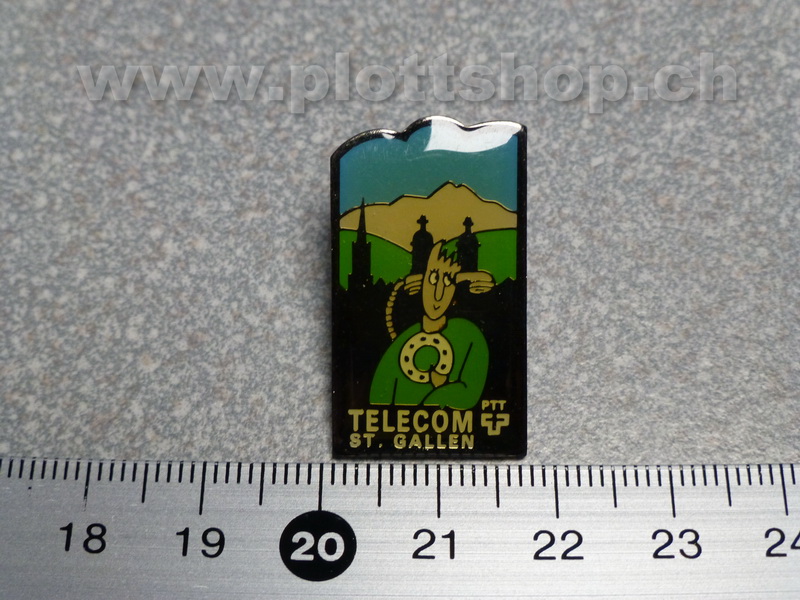 www.plottshop.ch
PTT
TELECOM
ST. GALLEN
18 19 20 21 22 23 24